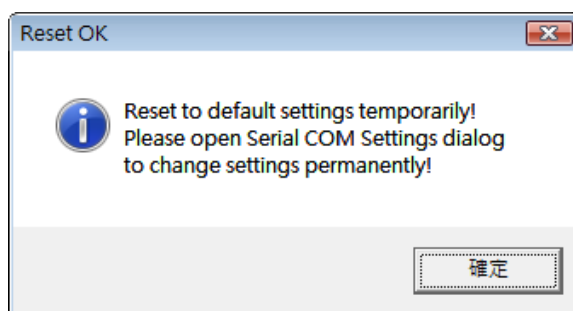 Reset OK
Reset to default settings temporarily!
Please open Serial COM Settings dialog
to change settings permanently!
確定